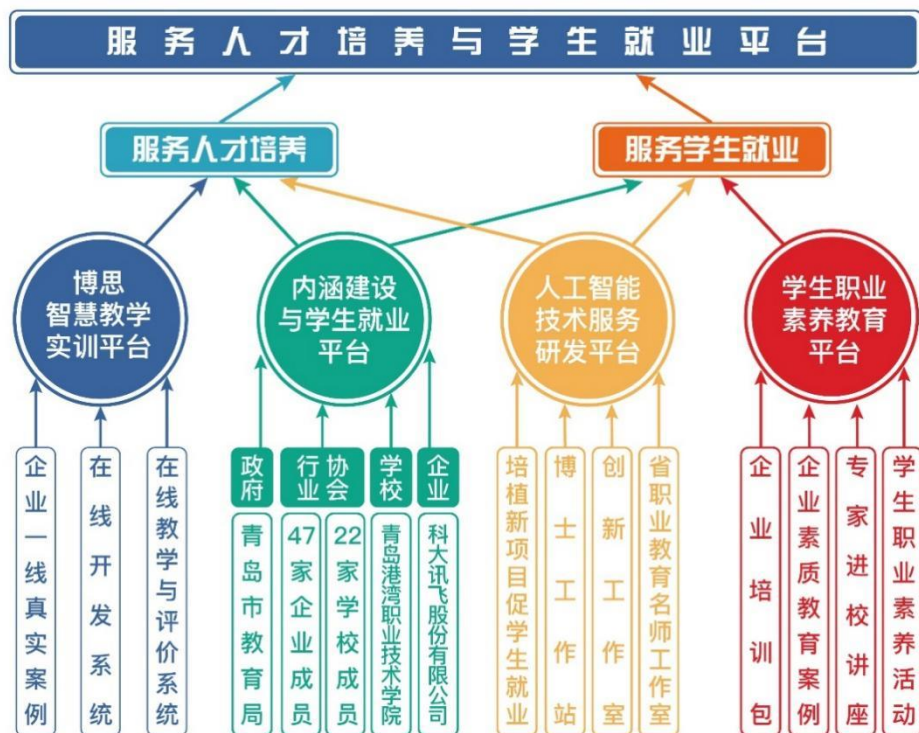 服务人才培养与学生就业平台
服务人才培养
服务学生就业
博思
智慧教学
实训平台
内涵建设
与学生就业
平台
人工智能
技术服务
研发平台
学生职业
素养教育
平台
企业一线真实案例
在线开发系统
在线教学与评价系统
政府
行业协会
学校
企业
青岛市教育局
47家企业成员
22家学校成员
青岛港湾职业技术学院
科大讯飞股份有限公司
培植新项目促学生就业
博士工作站
创新工作室
省职业教育名师工作室
企业培训包
企业素质教育案例
专家进校讲座
学生职业素养活动